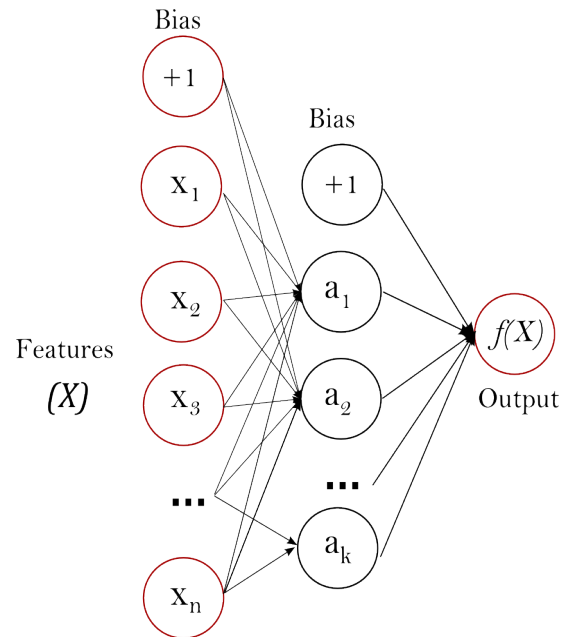 Bias
+1
x₁
x₂
x₃
...
xₙ
Features
(X)
Bias
+1
a₁
a₂
...
aₖ
f(X)
Output